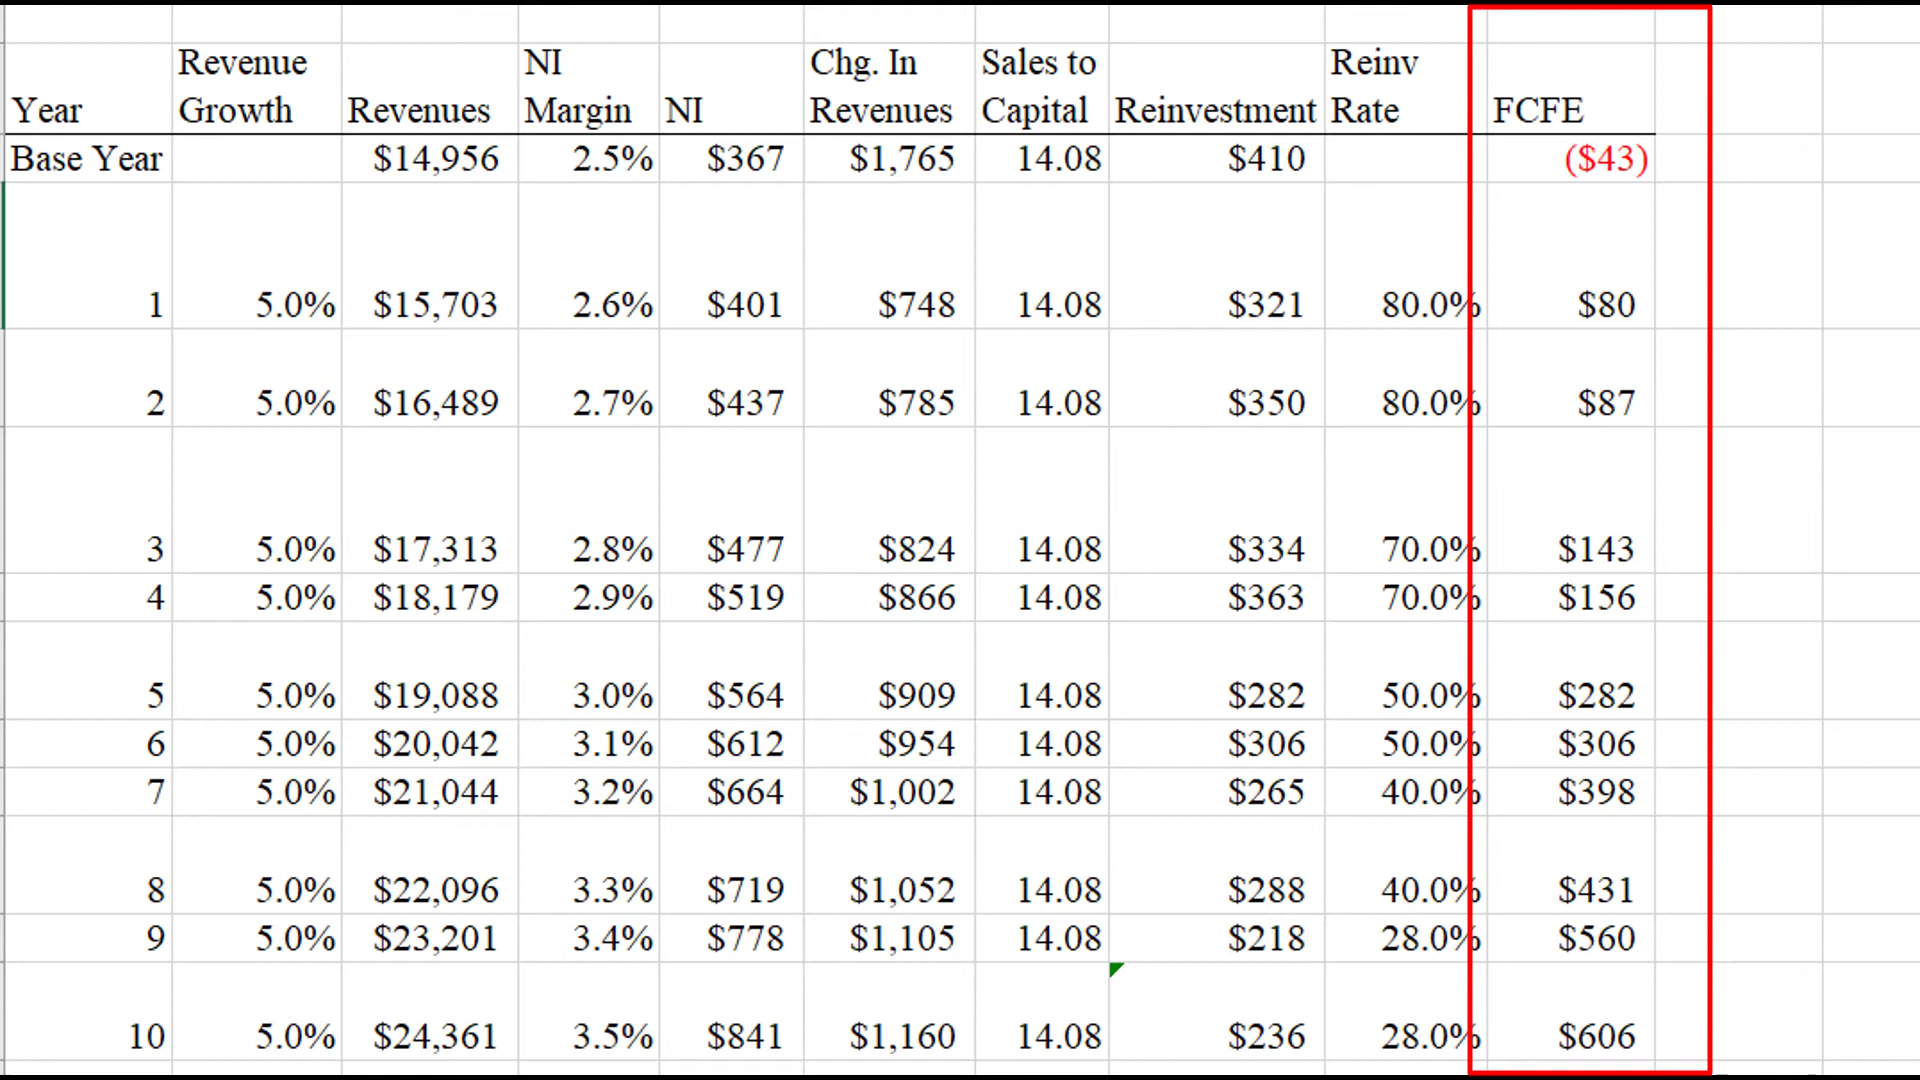 Revenue NI Chg. In Sales to Reinv
Year Growth Revenues Margin NI Revenues Capital Reinvestment Rate FCFE
Base Year $14,956 2.5% $367 $1,765 14.08 $410 ($43)
1 5.0% $15,703 2.6% $401 $748 14.08 $321 80.0% $80
2 5.0% $16,489 2.7% $437 $785 14.08 $350 80.0% $87
3 5.0% $17,313 2.8% $477 $824 14.08 $334 70.0% $143
4 5.0% $18,179 2.9% $519 $866 14.08 $363 70.0% $156
5 5.0% $19,088 3.0% $564 $909 14.08 $282 50.0% $282
6 5.0% $20,042 3.1% $612 $954 14.08 $306 50.0% $306
7 5.0% $21,044 3.2% $664 $1,002 14.08 $265 40.0% $398
8 5.0% $22,096 3.3% $719 $1,052 14.08 $288 40.0% $431
9 5.0% $23,201 3.4% $778 $1,105 14.08 $218 28.0% $560
10 5.0% $24,361 3.5% $841 $1,160 14.08 $236 28.0% $606